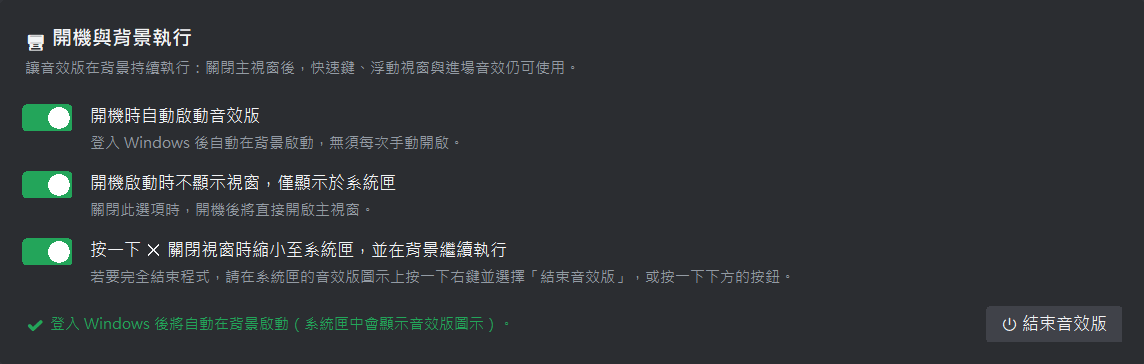 開機與背景執行
讓音效版在背景持續執行：關閉主視窗後，快速鍵、浮動視窗與進場音效仍可使用。
開機時自動啟動音效版
登入 Windows 後自動在背景啟動，無須每次手動開啟。
開機啟動時不顯示視窗，僅顯示於系統匣
關閉此選項時，開機後將直接開啟主視窗。
按一下 ✕ 關閉視窗時縮小至系統匣，並在背景繼續執行
若要完全結束程式，請在系統匣的音效版圖示上按一下右鍵並選擇「結束音效版」，或按一下下方的按鈕。
✔ 登入 Windows 後將自動在背景啟動（系統匣中會顯示音效版圖示）。
⏻ 結束音效版